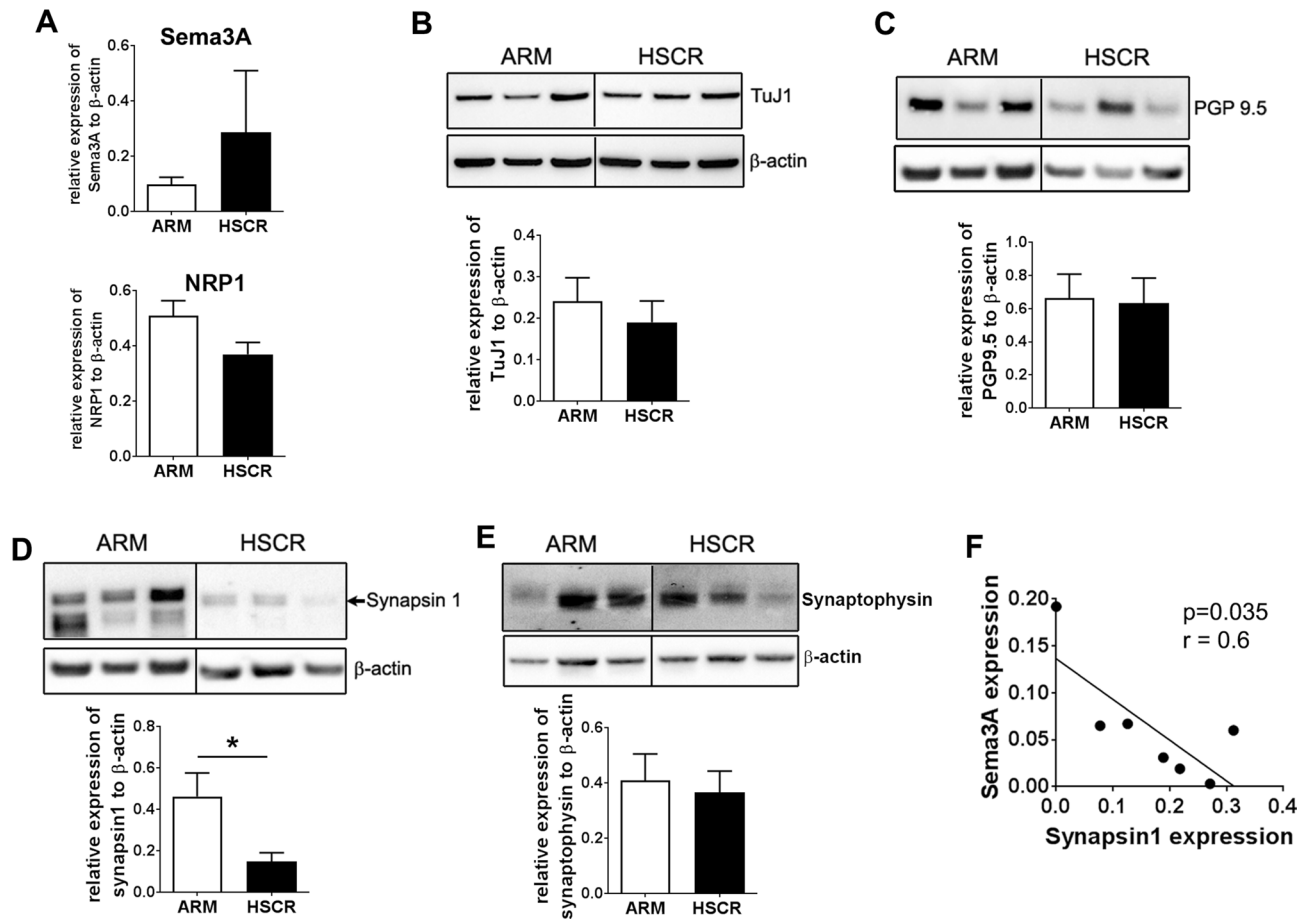 A
Sema3A
relative expression of
Sema3A to β-actin
0.6
0.4
0.2
0.0
ARM
HSCR
NRP1
relative expression of
NRP1 to β-actin
0.6
0.4
0.2
0.0
ARM
HSCR
B
ARM
HSCR
TuJ1
β-actin
relative expression of
TuJ1 to β-actin
0.4
0.3
0.2
0.1
0.0
ARM
HSCR
C
ARM
HSCR
PGP 9.5
relative expression of
PGP9.5 to β-actin
1.0
0.8
0.6
0.4
0.2
0.0
ARM
HSCR
D
ARM
HSCR
Synapsin 1
β-actin
relative expression of
synapsin1 to β-actin
0.8
0.6
0.4
0.2
0.0
*
ARM
HSCR
E
ARM
HSCR
Synaptophysin
β-actin
relative expression of
synaptophysin to β-actin
0.6
0.4
0.2
0.0
ARM
HSCR
F
Sema3A expression
0.20
0.15
0.10
0.05
0.00
p=0.035
r = 0.6
0.0
0.1
0.2
0.3
0.4
Synapsin1 expression